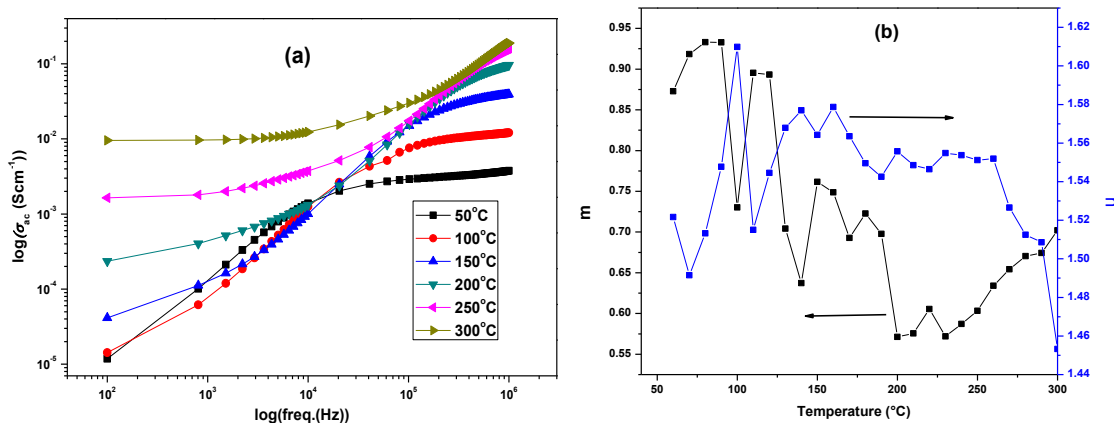 (a)
log(σac (Scm-1)
10-1
10-2
10-3
10-4
10-5
102
103
104
105
106
log(freq.(Hz)
50°C
100°C
150°C
200°C
250°C
300°C
(b)
m
0.95
0.90
0.85
0.80
0.75
0.70
0.65
0.60
0.55
50
100
150
200
250
300
Temperature (°C)
1.62
1.60
1.58
1.56
1.54
1.52
1.50
1.48
1.46
1.44
n